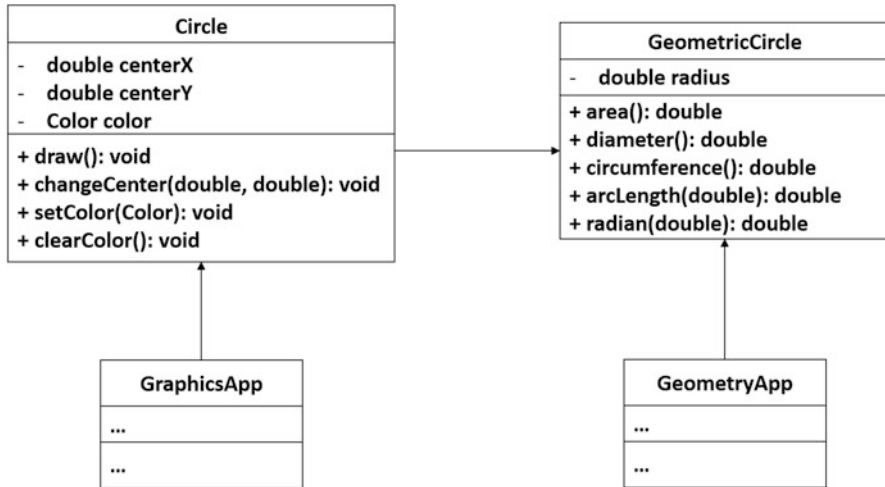 Circle
- double centerX
- double centerY
- Color color
+ draw(): void
+ changeCenter(double, double): void
+ setColor(Color): void
+ clearColor(): void
GeometricCircle
- double radius
+ area(): double
+ diameter(): double
+ circumference(): double
+ arcLength(double): double
+ radian(double): double
GraphicsApp
...
...
GeometryApp
...
...